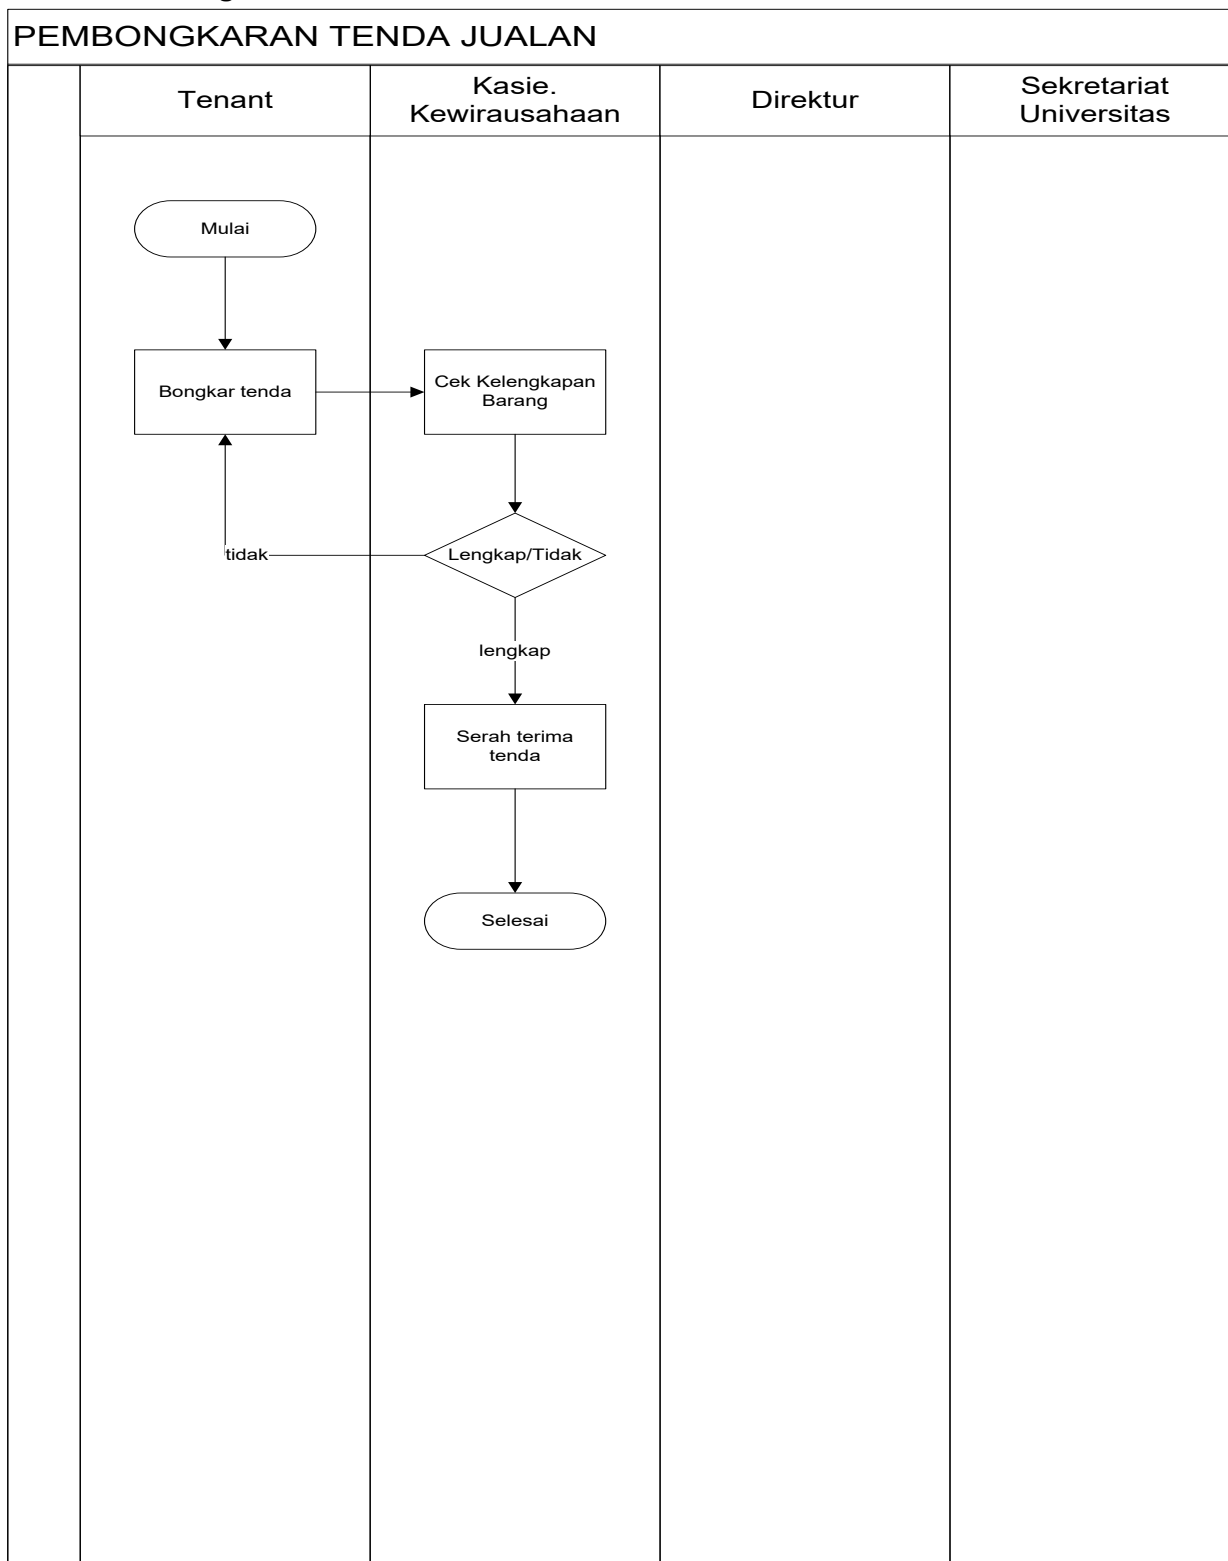 PEMBONGKARAN TENDA JUALAN
Tenant
Kasie.
Kewirausahaan
Direktur
Sekretariat
Universitas
Mulai
Bongkar tenda
Cek Kelengkapan
Barang
Lengkap/Tidak
tidak
lengkap
Serah terima
tenda
Selesai